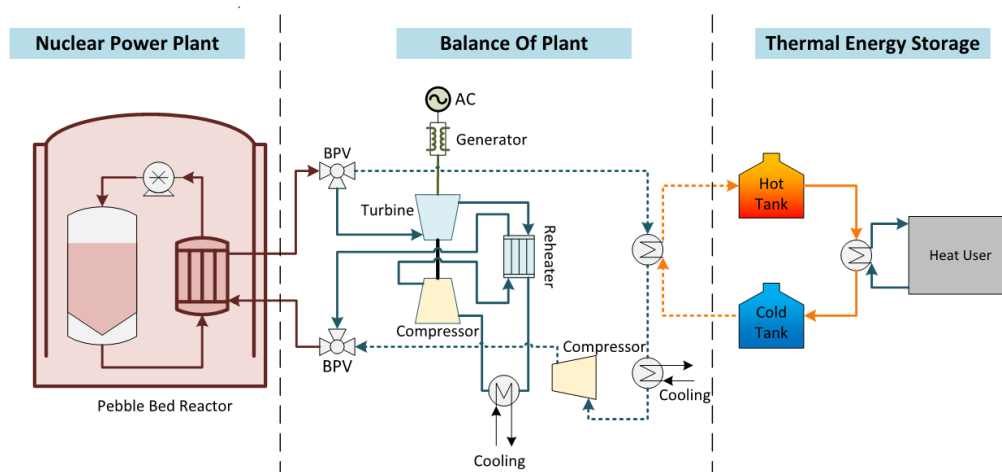 Nuclear Power Plant
Balance Of Plant
Thermal Energy Storage
AC
Generator
BPV
Turbine
Reheater
Compressor
BPV
Compressor
Cooling
Cooling
Hot
Tank
Cold
Tank
Heat User
Pebble Bed Reactor